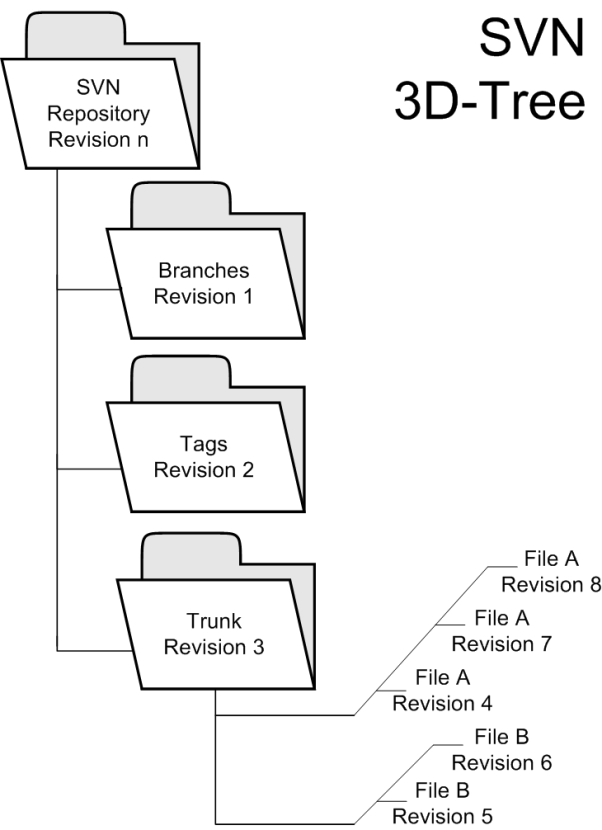 SVN
3D-Tree
SVN
Repository
Revision n
Branches
Revision 1
Tags
Revision 2
Trunk
Revision 3
File A
Revision 8
File A
Revision 7
File A
Revision 4
File B
Revision 6
File B
Revision 5